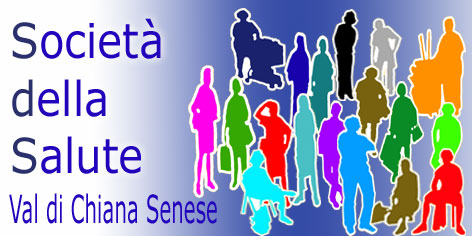 Società
della
Salute
Val di Chiana Senese